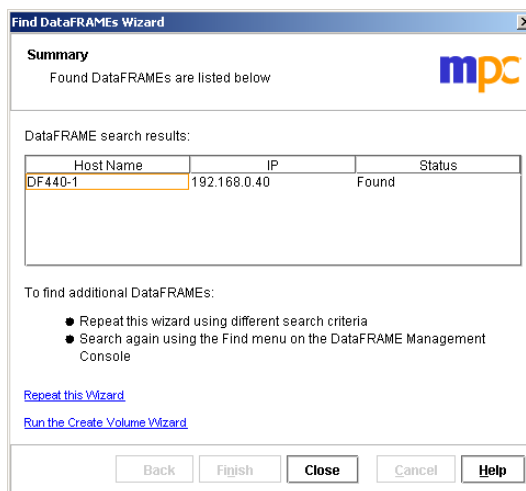 Find DataFRAMEs Wizard
Summary
Found DataFRAMEs are listed below
mpc
DataFRAME search results:
Host Name IP Status
DF440-1 192.168.0.40 Found
To find additional DataFRAMEs:
Repeat this wizard using different search criteria
Search again using the Find menu on the DataFRAME Management
Console
Repeat this Wizard
Run the Create Volume Wizard
Back Finish Close Cancel Help